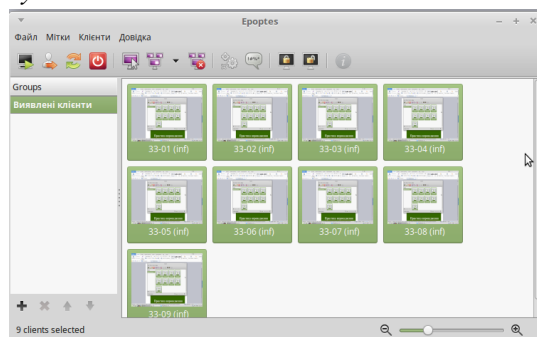 Epoptes
Файл Мітки Клієнти Довідка
Groups
Виявлені клієнти
33-01 (inf)
33-02 (inf)
33-03 (inf)
33-04 (inf)
33-05 (inf)
33-06 (inf)
33-07 (inf)
33-08 (inf)
33-09 (inf)
9 clients selected